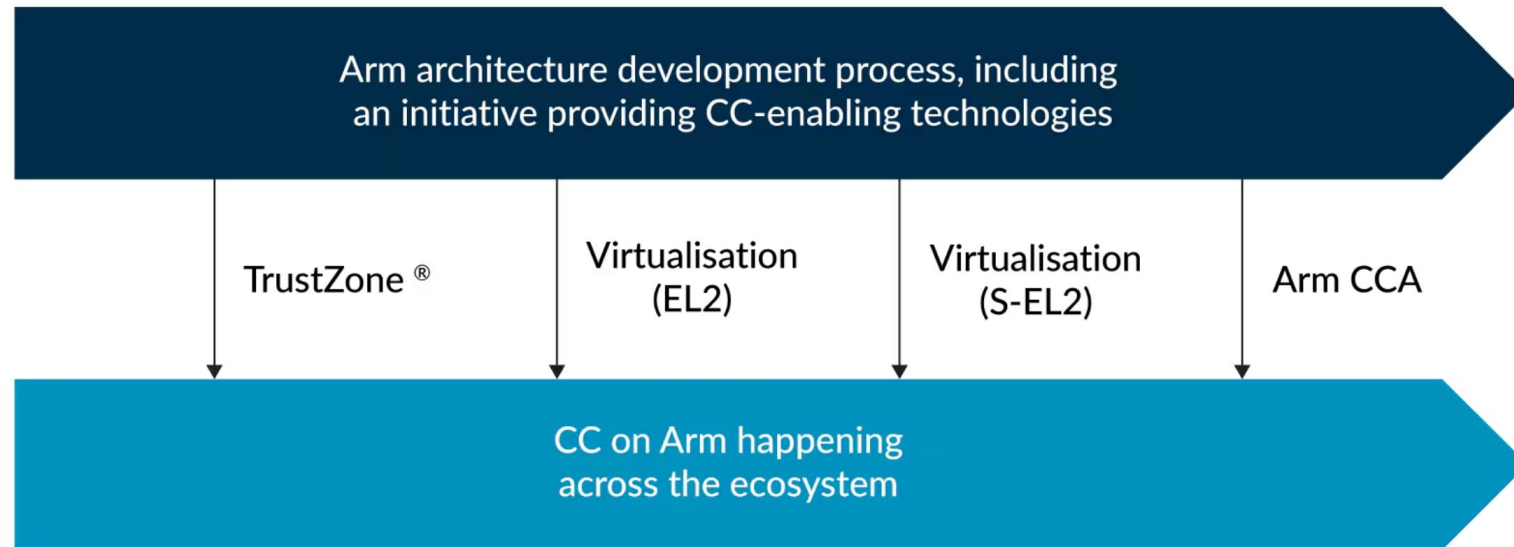 Arm architecture development process, including
an initiative providing CC-enabling technologies
TrustZone ®
Virtualisation
(EL2)
Virtualisation
(S-EL2)
Arm CCA
CC on Arm happening
across the ecosystem